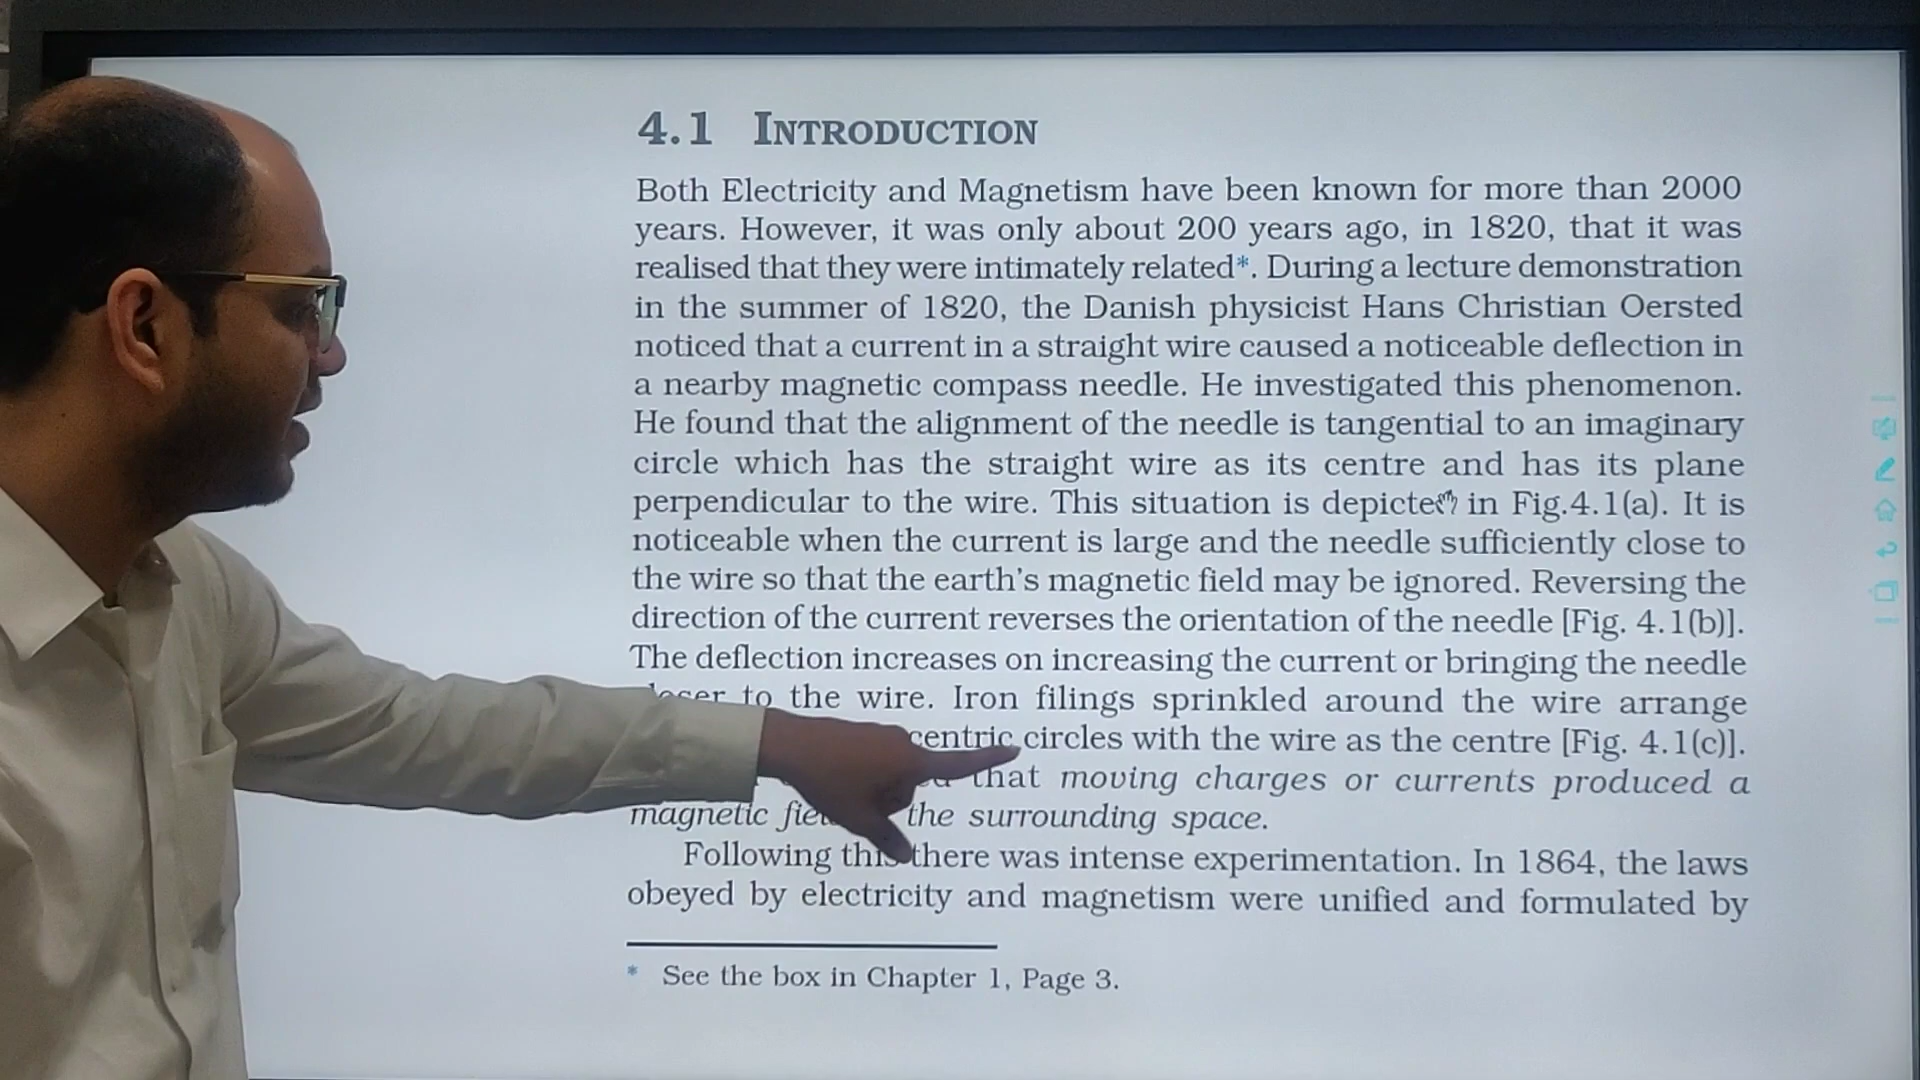 4.1 INTRODUCTION
Both Electricity and Magnetism have been known for more than 2000
years. However, it was only about 200 years ago, in 1820, that it was
realised that they were intimately related*. During a lecture demonstration
in the summer of 1820, the Danish physicist Hans Christian Oersted
noticed that a current in a straight wire caused a noticeable deflection in
a nearby magnetic compass needle. He investigated this phenomenon.
He found that the alignment of the needle is tangential to an imaginary
circle which has the straight wire as its centre and has its plane
perpendicular to the wire. This situation is depicted in Fig.4.1(a). It is
noticeable when the current is large and the needle sufficiently close to
the wire so that the earth's magnetic field may be ignored. Reversing the
direction of the current reverses the orientation of the needle [Fig. 4.1(b)].
The deflection increases on increasing the current or bringing the needle
to the wire. Iron filings sprinkled around the wire arrange
circles with the wire as the centre [Fig. 4.1(c)].
that moving charges or currents produced a
magnetic the surrounding space.
Following this there was intense experimentation. In 1864, the laws
obeyed by electricity and magnetism were unified and formulated by
* See the box in Chapter 1, Page 3.